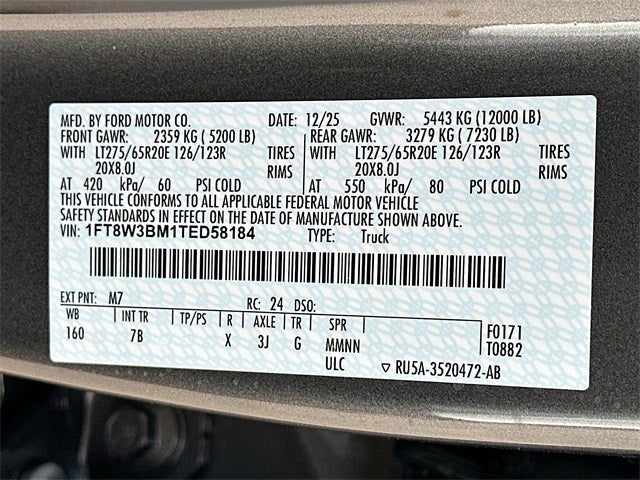 MFD. BY FORD MOTOR CO. DATE: 12/25 GVWR: 5443 KG (12000 LB)
FRONT GAWR: 2359 KG ( 5200 LB) REAR GAWR: 3279 KG ( 7230 LB)
WITH LT275/65R20E 126/123R TIRES WITH LT275/65R20E 126/123R TIRES
20X8.0J RIMS 20X8.0J RIMS
AT 420 kPa/ 60 PSI COLD AT 550 kPa/ 80 PSI COLD
THIS VEHICLE CONFORMS TO ALL APPLICABLE FEDERAL MOTOR VEHICLE
SAFETY STANDARDS IN EFFECT ON THE DATE OF MANUFACTURE SHOWN ABOVE.
VIN: 1FT8W3BM1TED58184 TYPE: Truck
EXT PNT: M7 RC: 24 DSO:
WB INT TR TP/PS R AXLE TR SPR F0171
160 7B X 3J G MMNN T0882
ULC ▽ RU5A-3520472-AB